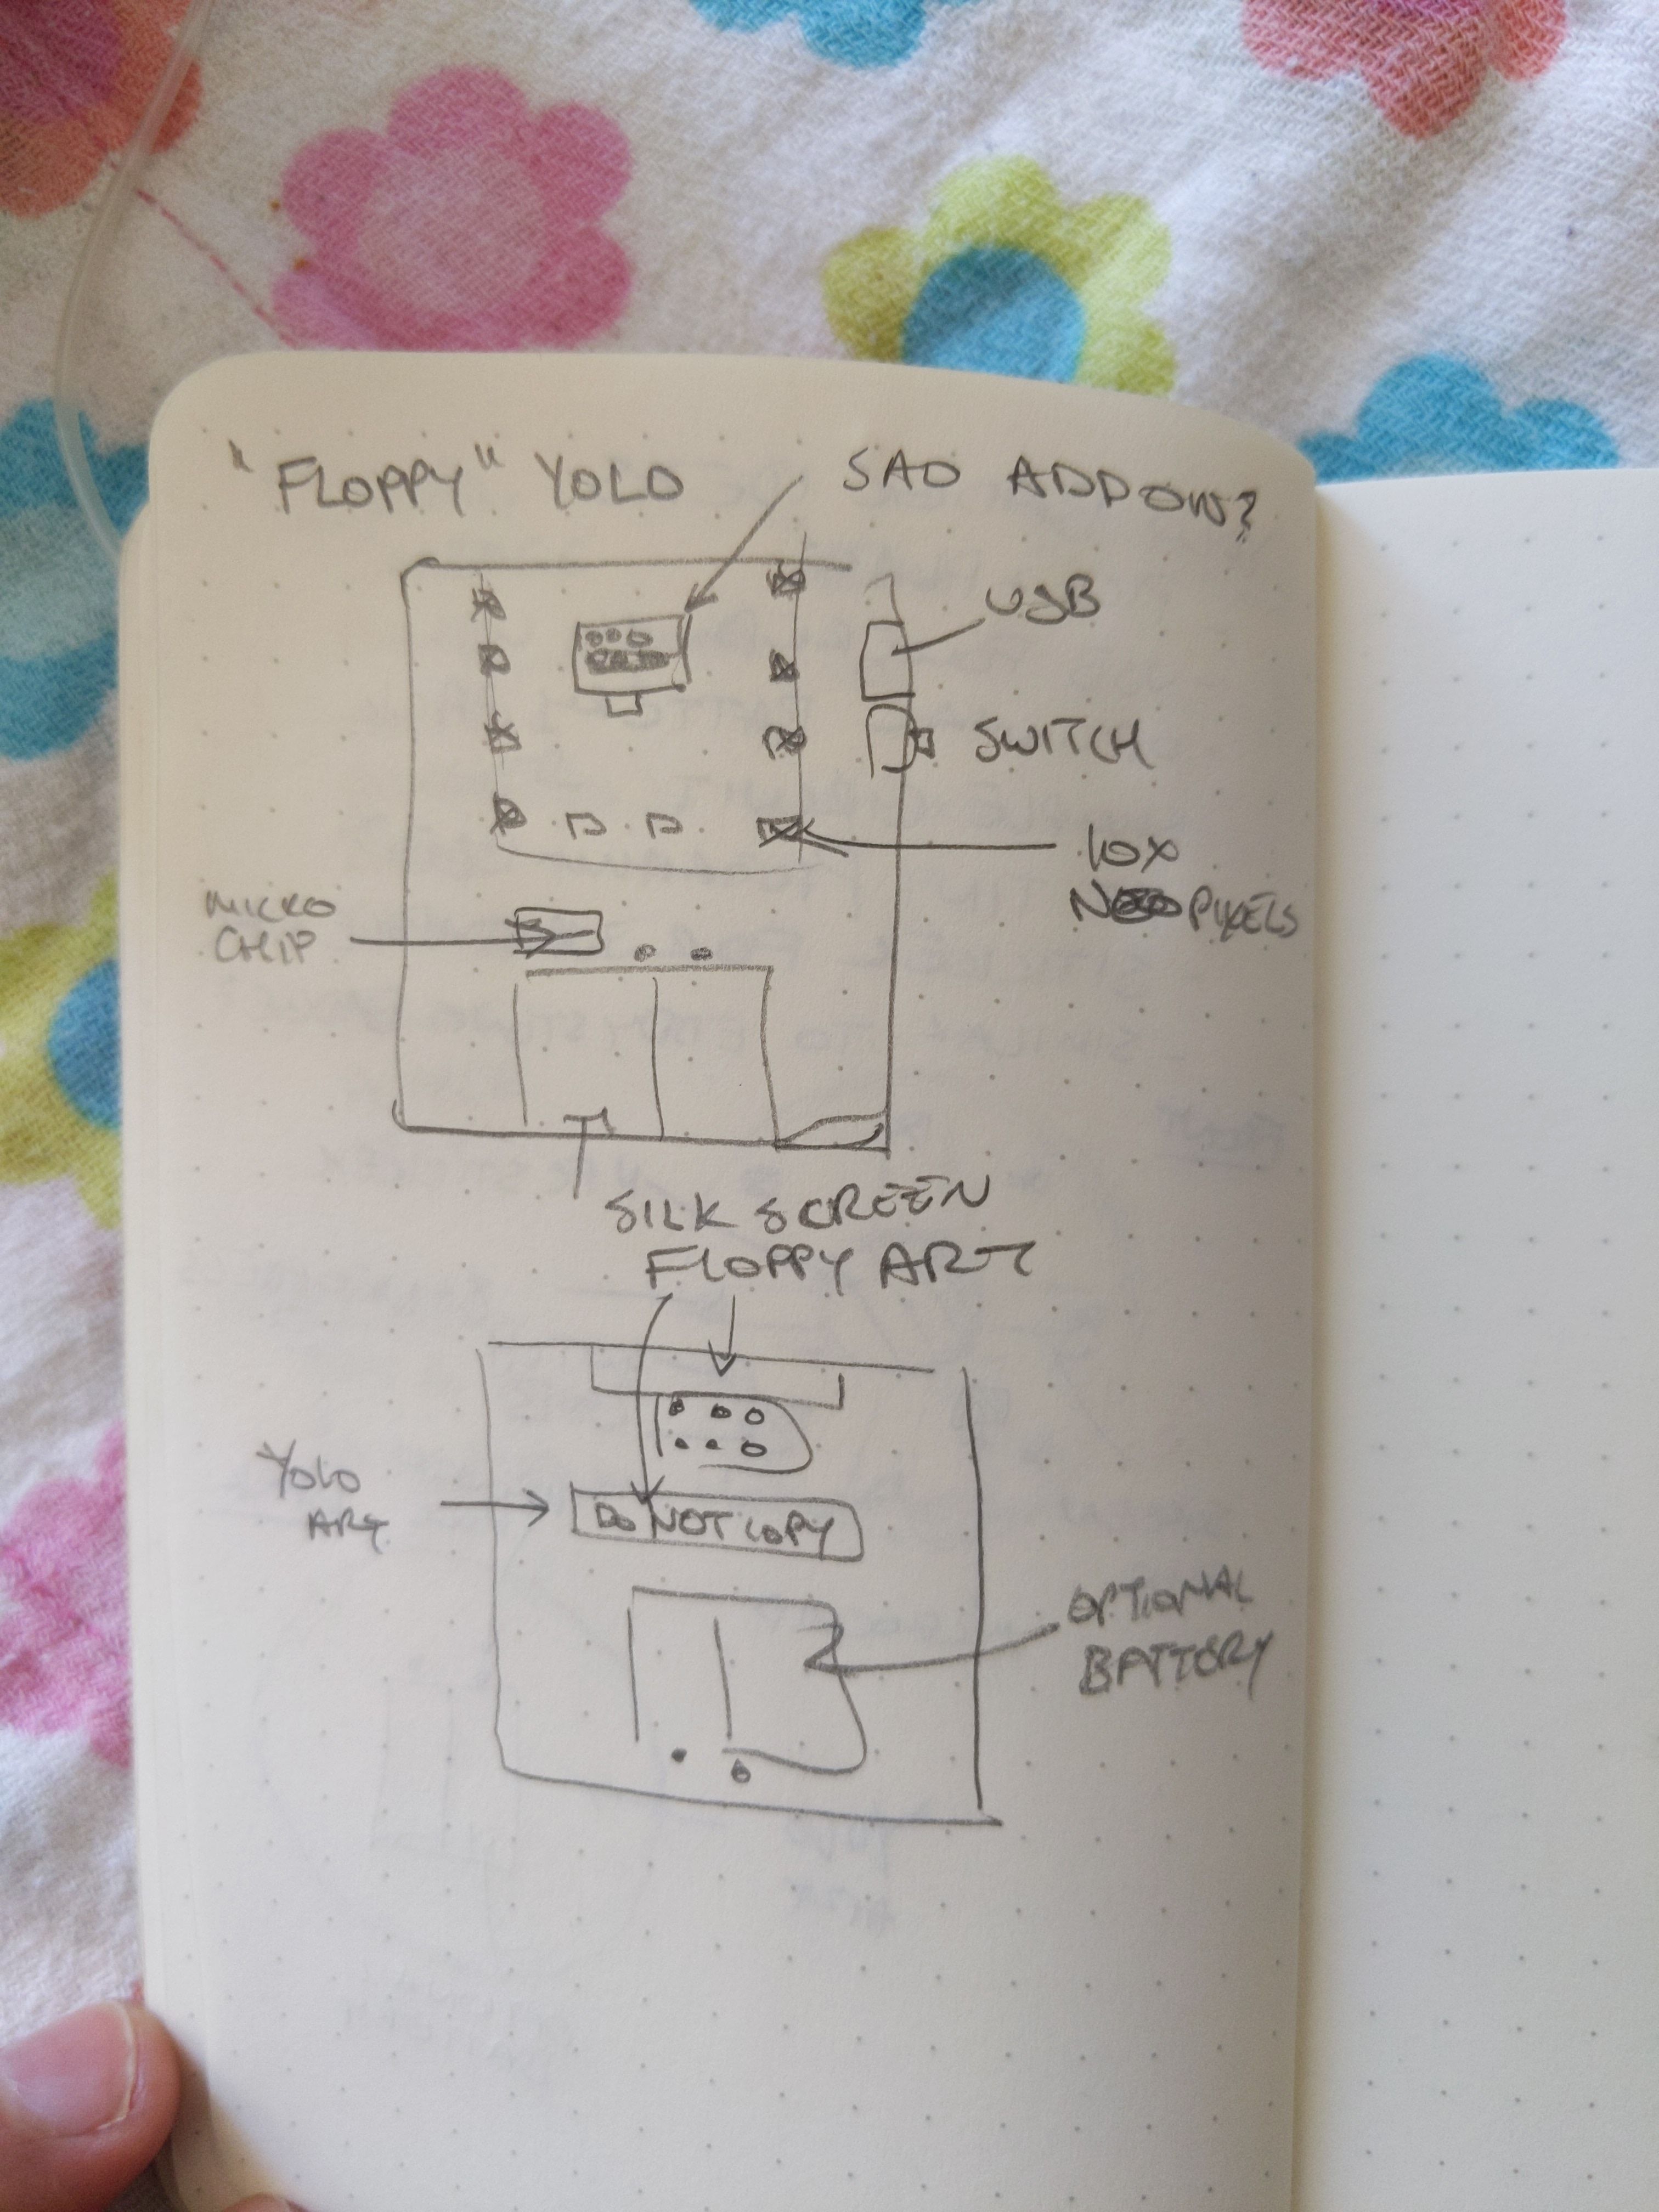 "FLOPPY" YOLO
SAO ADDON?
USB
SWITCH
10X
NEOPIXELS
MICRO
CHIP
SILK SCREEN
FLOPPY ART
YOLO
ART
DO NOT COPY
OPTIONAL
BATTERY